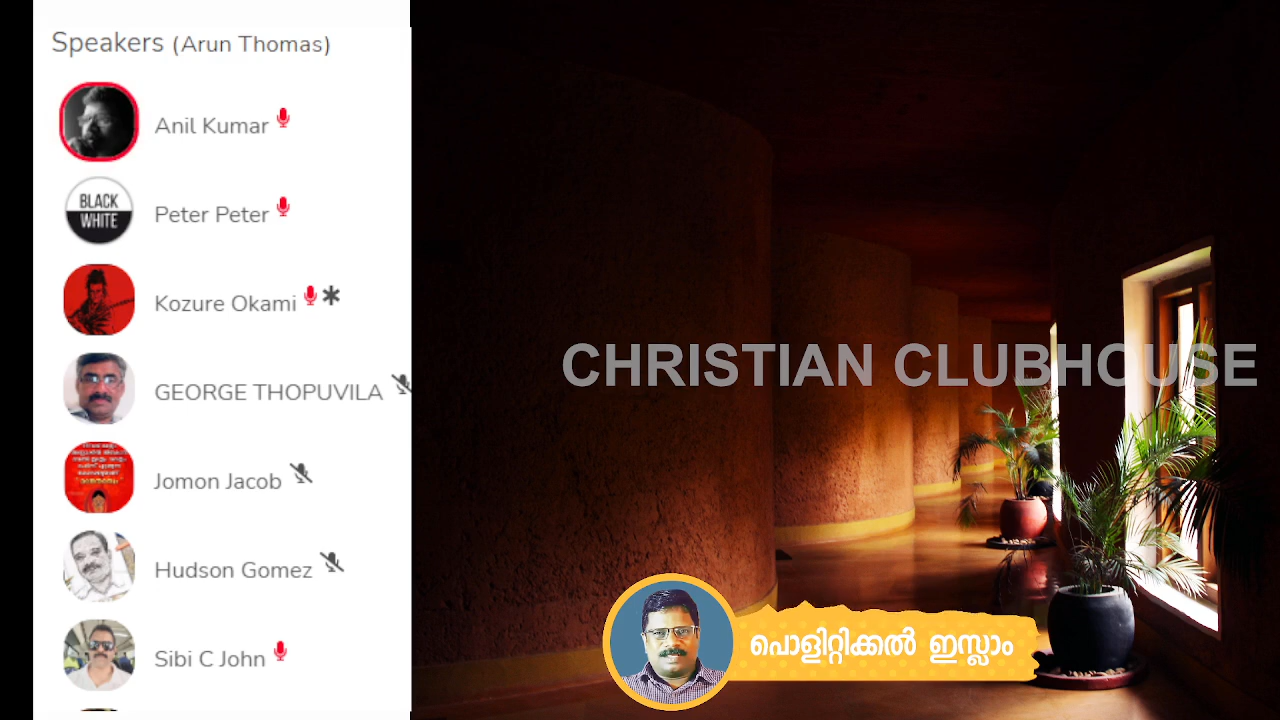 Speakers (Arun Thomas)
Anil Kumar
BLACK
WHITE
Peter Peter
Kozure Okami
GEORGE THOPUVILA
Jomon Jacob
Hudson Gomez
Sibi C John
CHRISTIAN CLUBHOUSE
പൊളിറ്റിക്കൽ ഇസ്ലാം